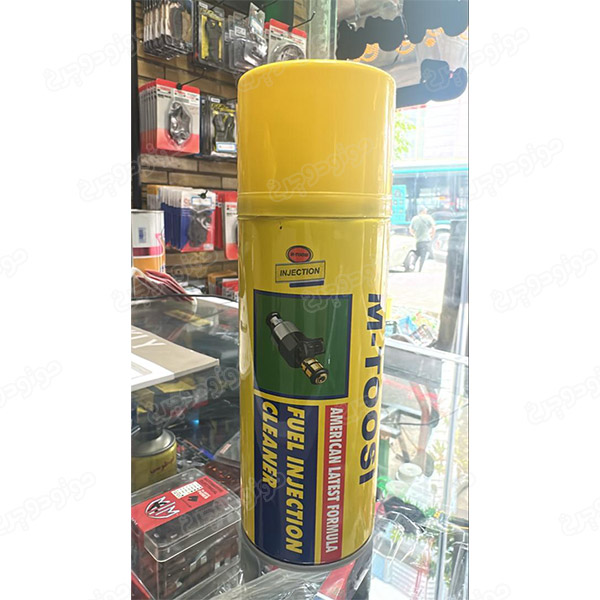 INJECTION
M-TOOSI
AMERICAN LATEST FORMULA
FUEL INJECTION
CLEANER